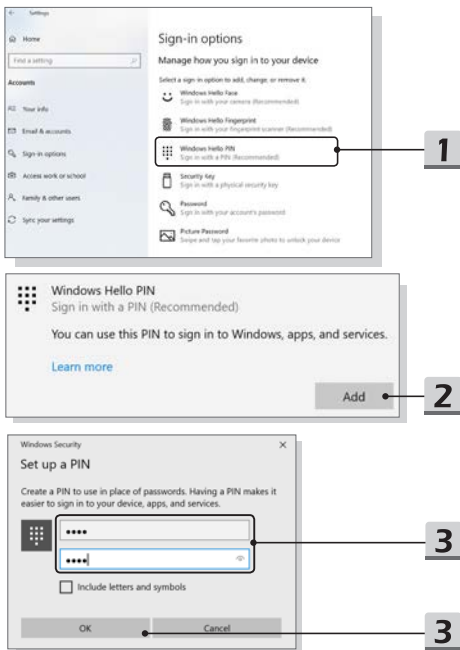 Settings
Home
Sign-in options
Find a setting
Manage how you sign in to your device
Accounts
Select a sign-in option to add, change, or remove it.
Windows Hello Face
Sign in with your camera (Recommended)
Your info
Windows Hello Fingerprint
Sign in with your fingerprint scanner (Recommended)
Email & accounts
Sign-in options
Windows Hello PIN
Sign in with a PIN (Recommended)
1
Access work or school
Security Key
Sign in with a physical security key
Family & other users
Password
Sign in with your account's password
Sync your settings
Picture Password
Swipe and tap your favorite photo to unlock your device
Windows Hello PIN
Sign in with a PIN (Recommended)
You can use this PIN to sign in to Windows, apps, and services.
Learn more
Add
2
Windows Security
Set up a PIN
Create a PIN to use in place of passwords. Having a PIN makes it
easier to sign in to your device, apps, and services.
3
Include letters and symbols
OK Cancel
3